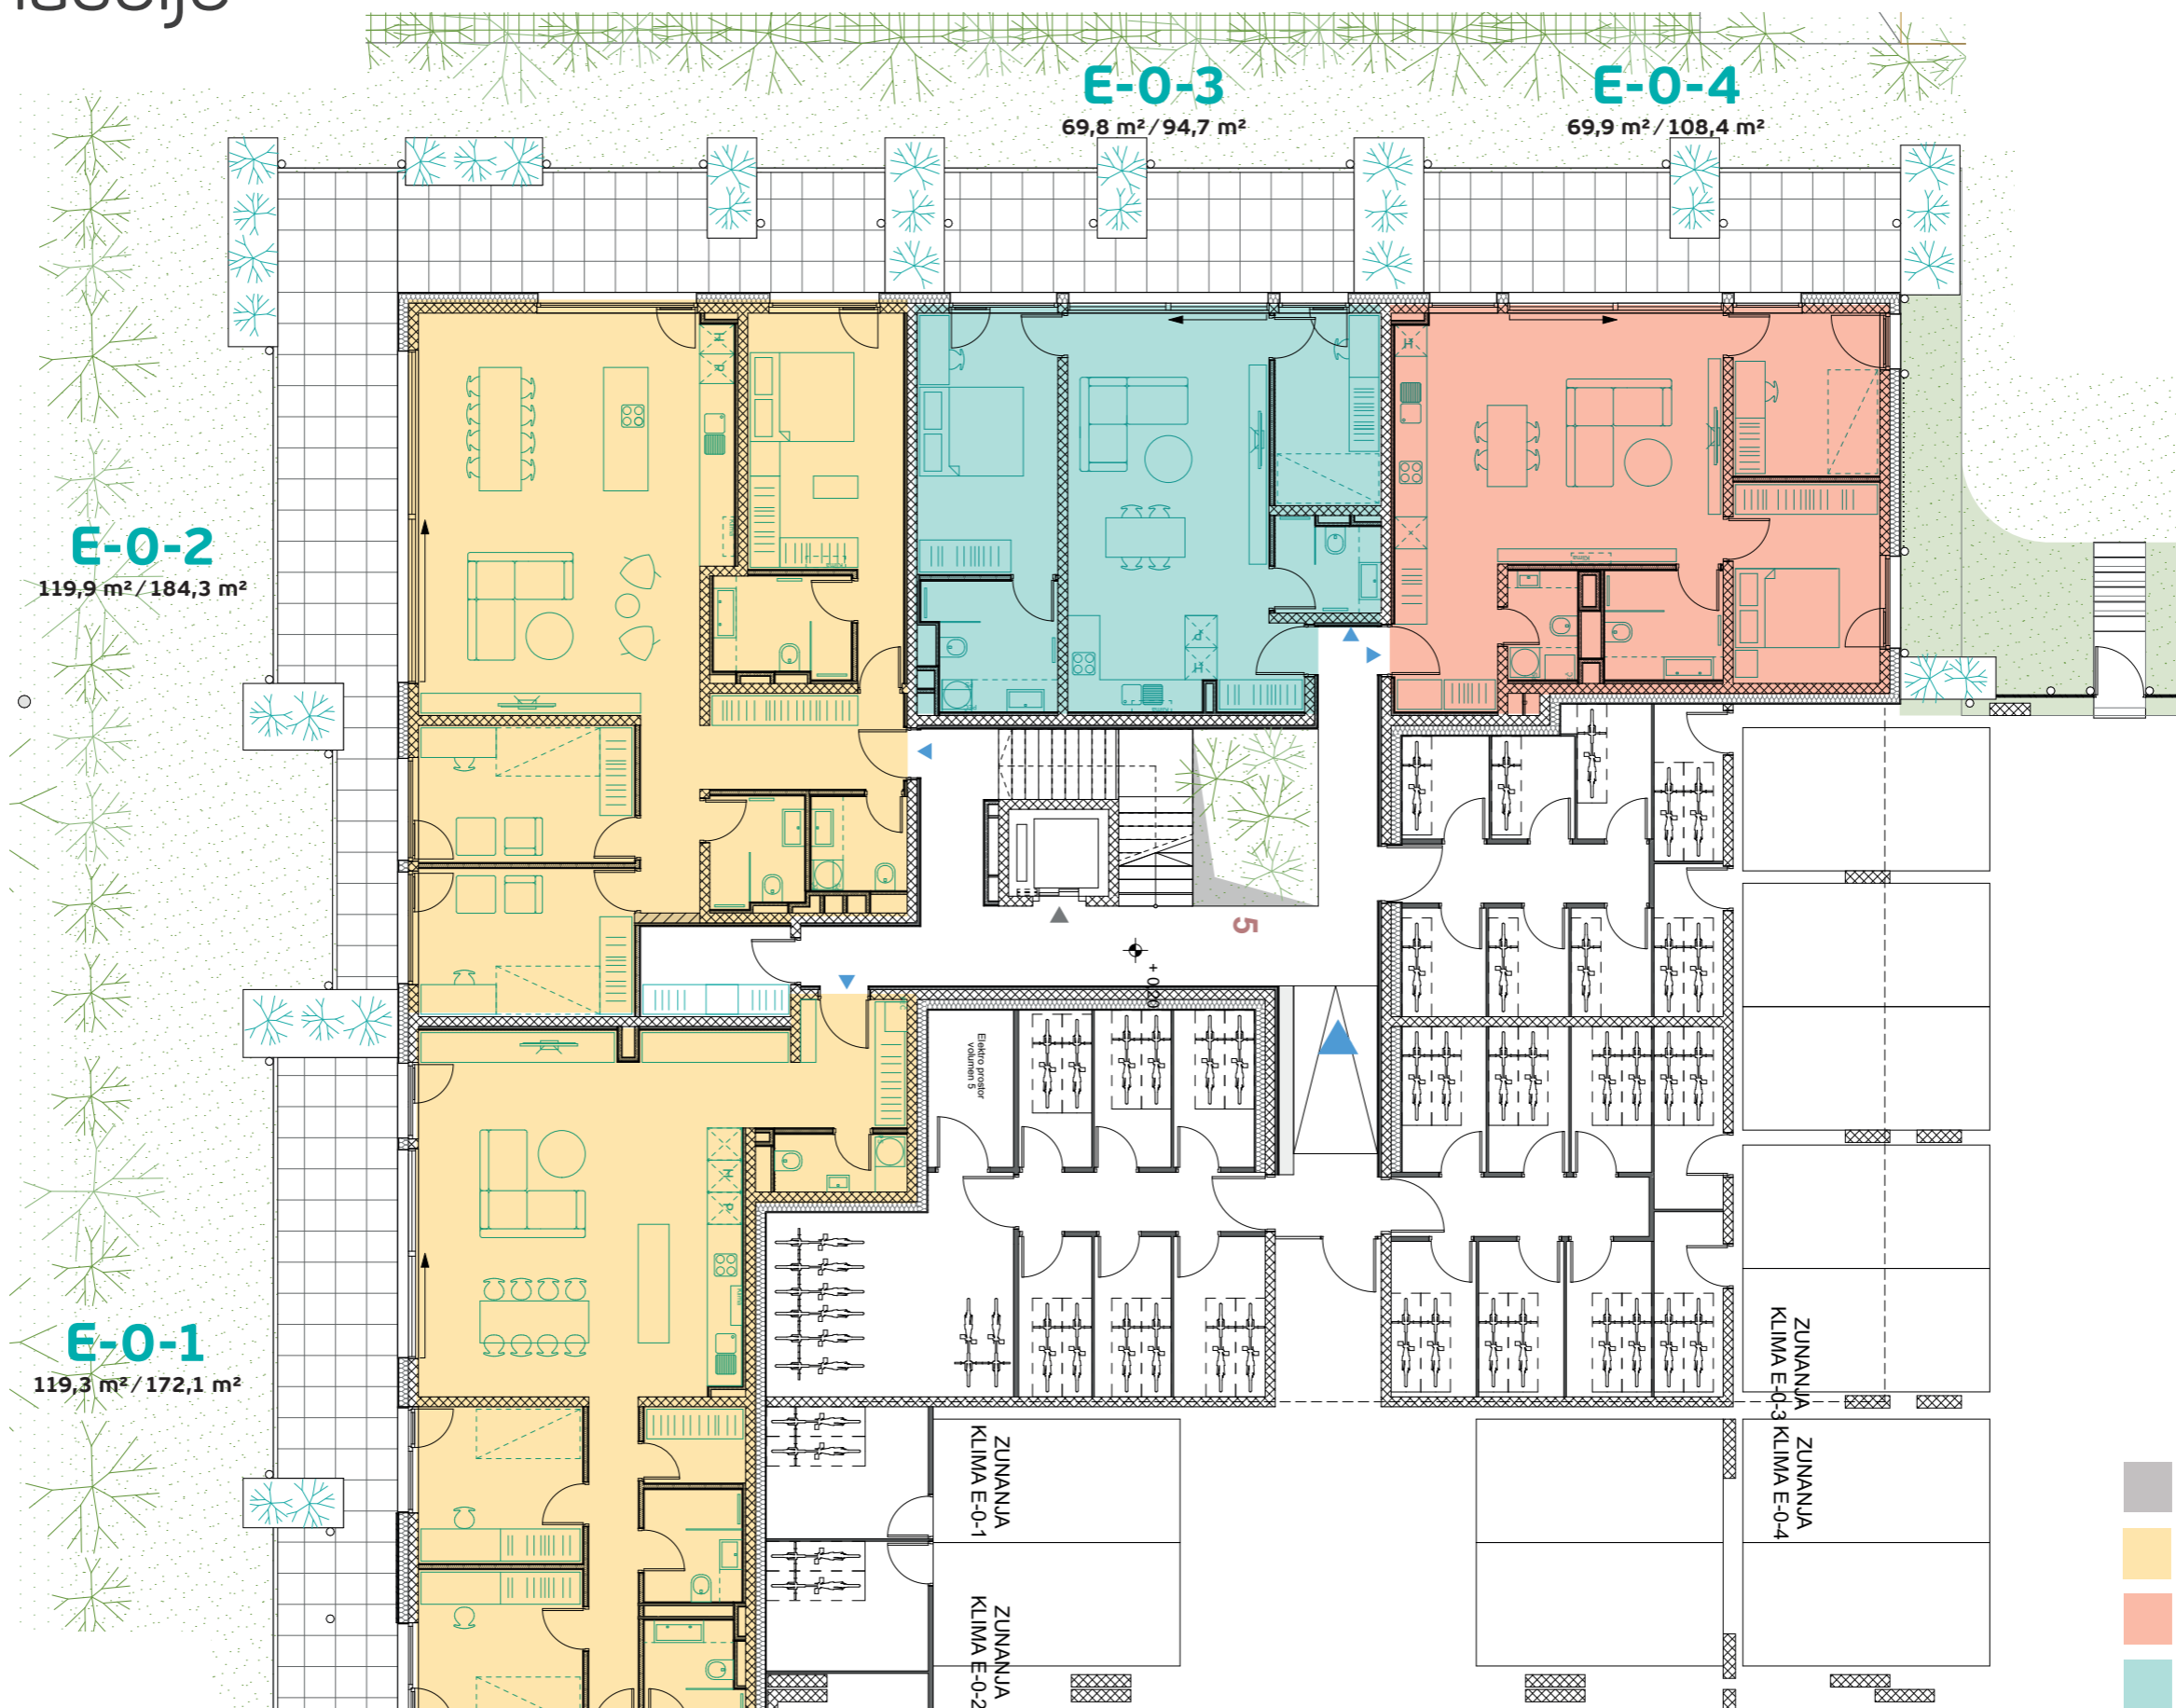 E-0-3
69,8 m² / 94,7 m²
E-0-4
69,9 m² / 108,4 m²
E-0-2
119,9 m² / 184,3 m²
H
P
H
P
H
5
+ 0,20
Elektro prostor
volumen 5
H
P
E-0-1
119,3 m² / 172,1 m²
ZUNANJA
KLIMA E-0-3
ZUNANJA
KLIMA E-0-4
ZUNANJA
KLIMA E-0-1
ZUNANJA
KLIMA E-0-2